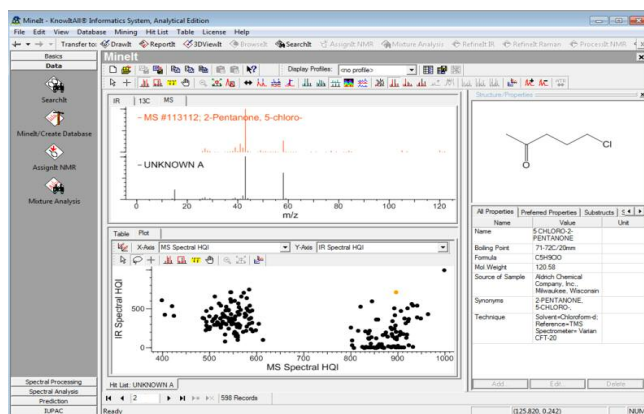 MineIt - KnowItAll® Informatics System, Analytical Edition
File Edit View Database Mining Hit List Table License Help
Transfer to: DrawIt ReportIt 3DViewIt BrowseIt SearchIt AssignIt NMR Mixture Analysis RefineIt IR RefineIt Raman ProcessIt NMR
Basics
Data
SearchIt
MineIt/Create Database
AssignIt NMR
Mixture Analysis
Spectral Processing
Spectral Analysis
Prediction
IUPAC
MineIt
Display Profiles: <no profile>
IR 13C MS
MS #113112; 2-Pentanone, 5-chloro-
UNKNOWN A
0 20 40 60 80 100 120
m/z
Table Plot
X-Axis MS Spectral HQI Y-Axis IR Spectral HQI
IR Spectral HQI
500
0
400 500 600 700 800 900 1000
MS Spectral HQI
Hit List: UNKNOWN A
2 598 Records
Ready
Structure/Properties
Cl
O
All Properties Preferred Properties Substructs
Name Value Unit
Name 5-CHLORO-2-PENTANONE
Boiling Point 71-72C/20mm
Formula C5H9ClO
Mol.Weight 120.58
Source of Sample Aldrich Chemical Company, Inc., Milwaukee, Wisconsin
Synonyms 2-PENTANONE, 5-CHLORO-,
Technique Solvent=Chloroform-d; Reference=TMS Spectrometer= Varian CFT-20
Add... Edit... Delete
(125.820, 0.242) NUM